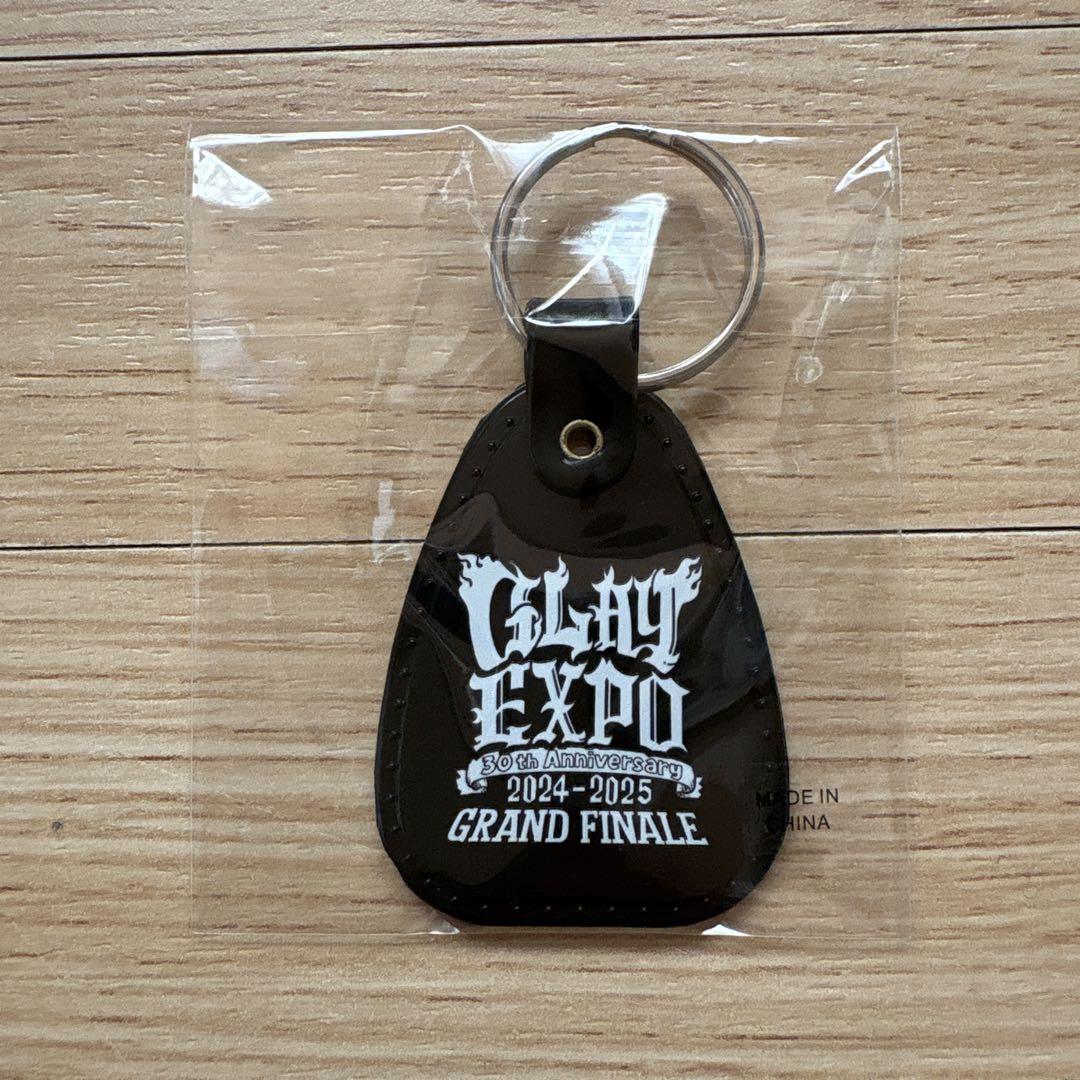 GLAY
EXPO
30th Anniversary
2024-2025
GRAND FINALE
MADE IN
CHINA